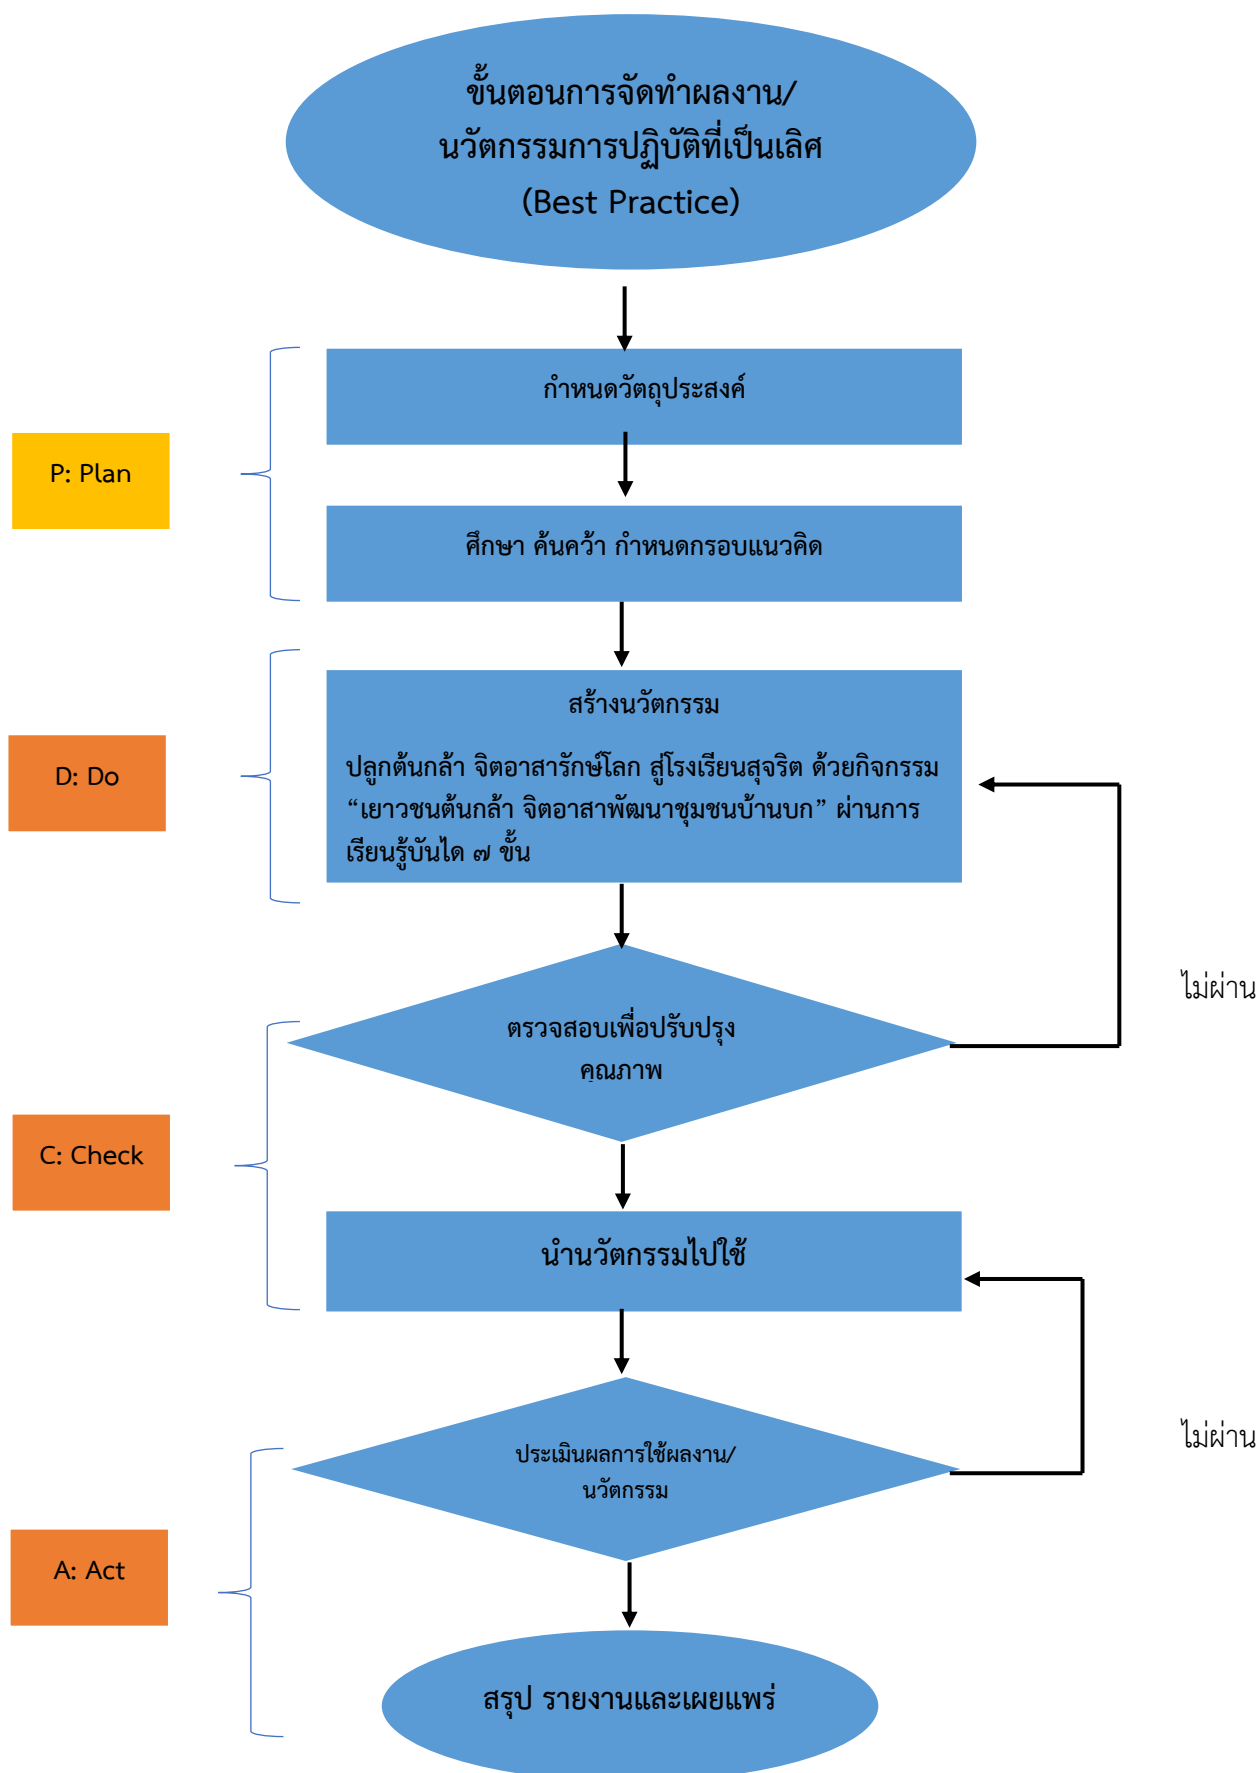 ขั้นตอนการจัดทำผลงาน/
นวัตกรรมการปฏิบัติที่เป็นเลิศ
(Best Practice)
กำหนดวัตถุประสงค์
P: Plan
ศึกษา ค้นคว้า กำหนดกรอบแนวคิด
สร้างนวัตกรรม
D: Do
ปลูกต้นกล้า จิตอาสารักษ์โลก สู่โรงเรียนสุจริต ด้วยกิจกรรม
“เยาวชนต้นกล้า จิตอาสาพัฒนาชุมชนบ้านบก” ผ่านการ
เรียนรู้บันได ๗ ขั้น
ไม่ผ่าน
ตรวจสอบเพื่อปรับปรุง
คุณภาพ
C: Check
นำนวัตกรรมไปใช้
ไม่ผ่าน
ประเมินผลการใช้ผลงาน/
นวัตกรรม
A: Act
สรุป รายงานและเผยแพร่